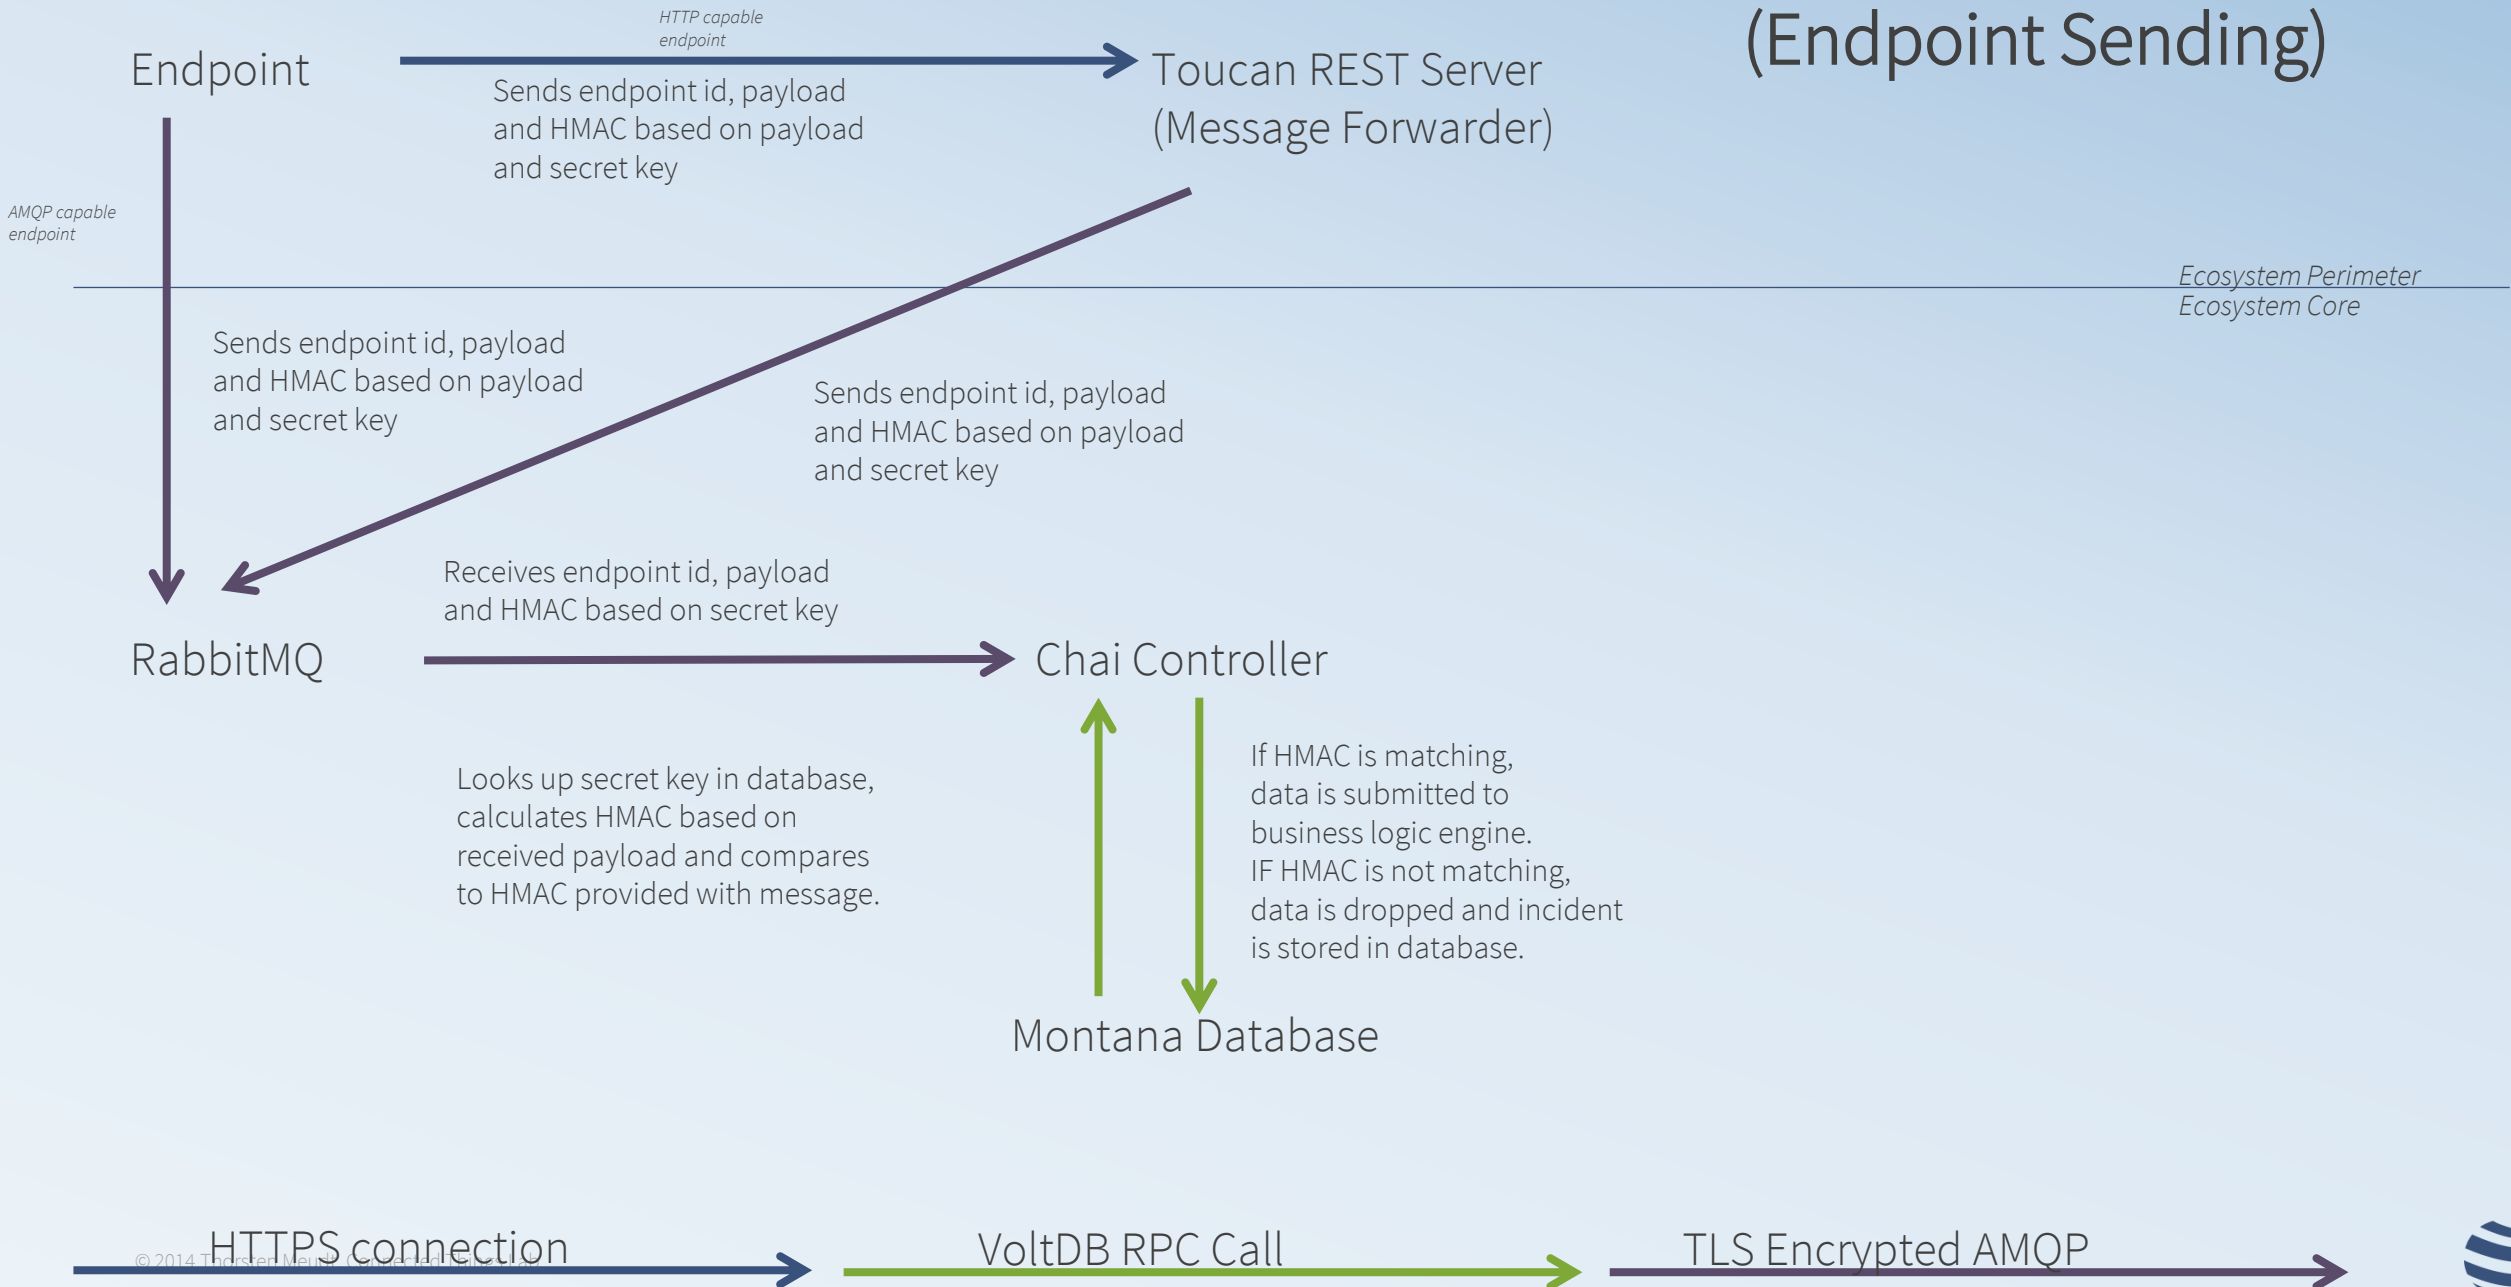 (Endpoint Sending)
HTTP capable
endpoint
Endpoint
Toucan REST Server
(Message Forwarder)
Sends endpoint id, payload
and HMAC based on payload
and secret key
AMQP capable
endpoint
Ecosystem Perimeter
Ecosystem Core
Sends endpoint id, payload
and HMAC based on payload
and secret key
Sends endpoint id, payload
and HMAC based on payload
and secret key
Receives endpoint id, payload
and HMAC based on secret key
RabbitMQ
Chai Controller
Looks up secret key in database,
calculates HMAC based on
received payload and compares
to HMAC provided with message.
If HMAC is matching,
data is submitted to
business logic engine.
IF HMAC is not matching,
data is dropped and incident
is stored in database.
Montana Database
HTTPS connection
VoltDB RPC Call
TLS Encrypted AMQP
© 2014 Thorsten Meudt, Connected Things Lab